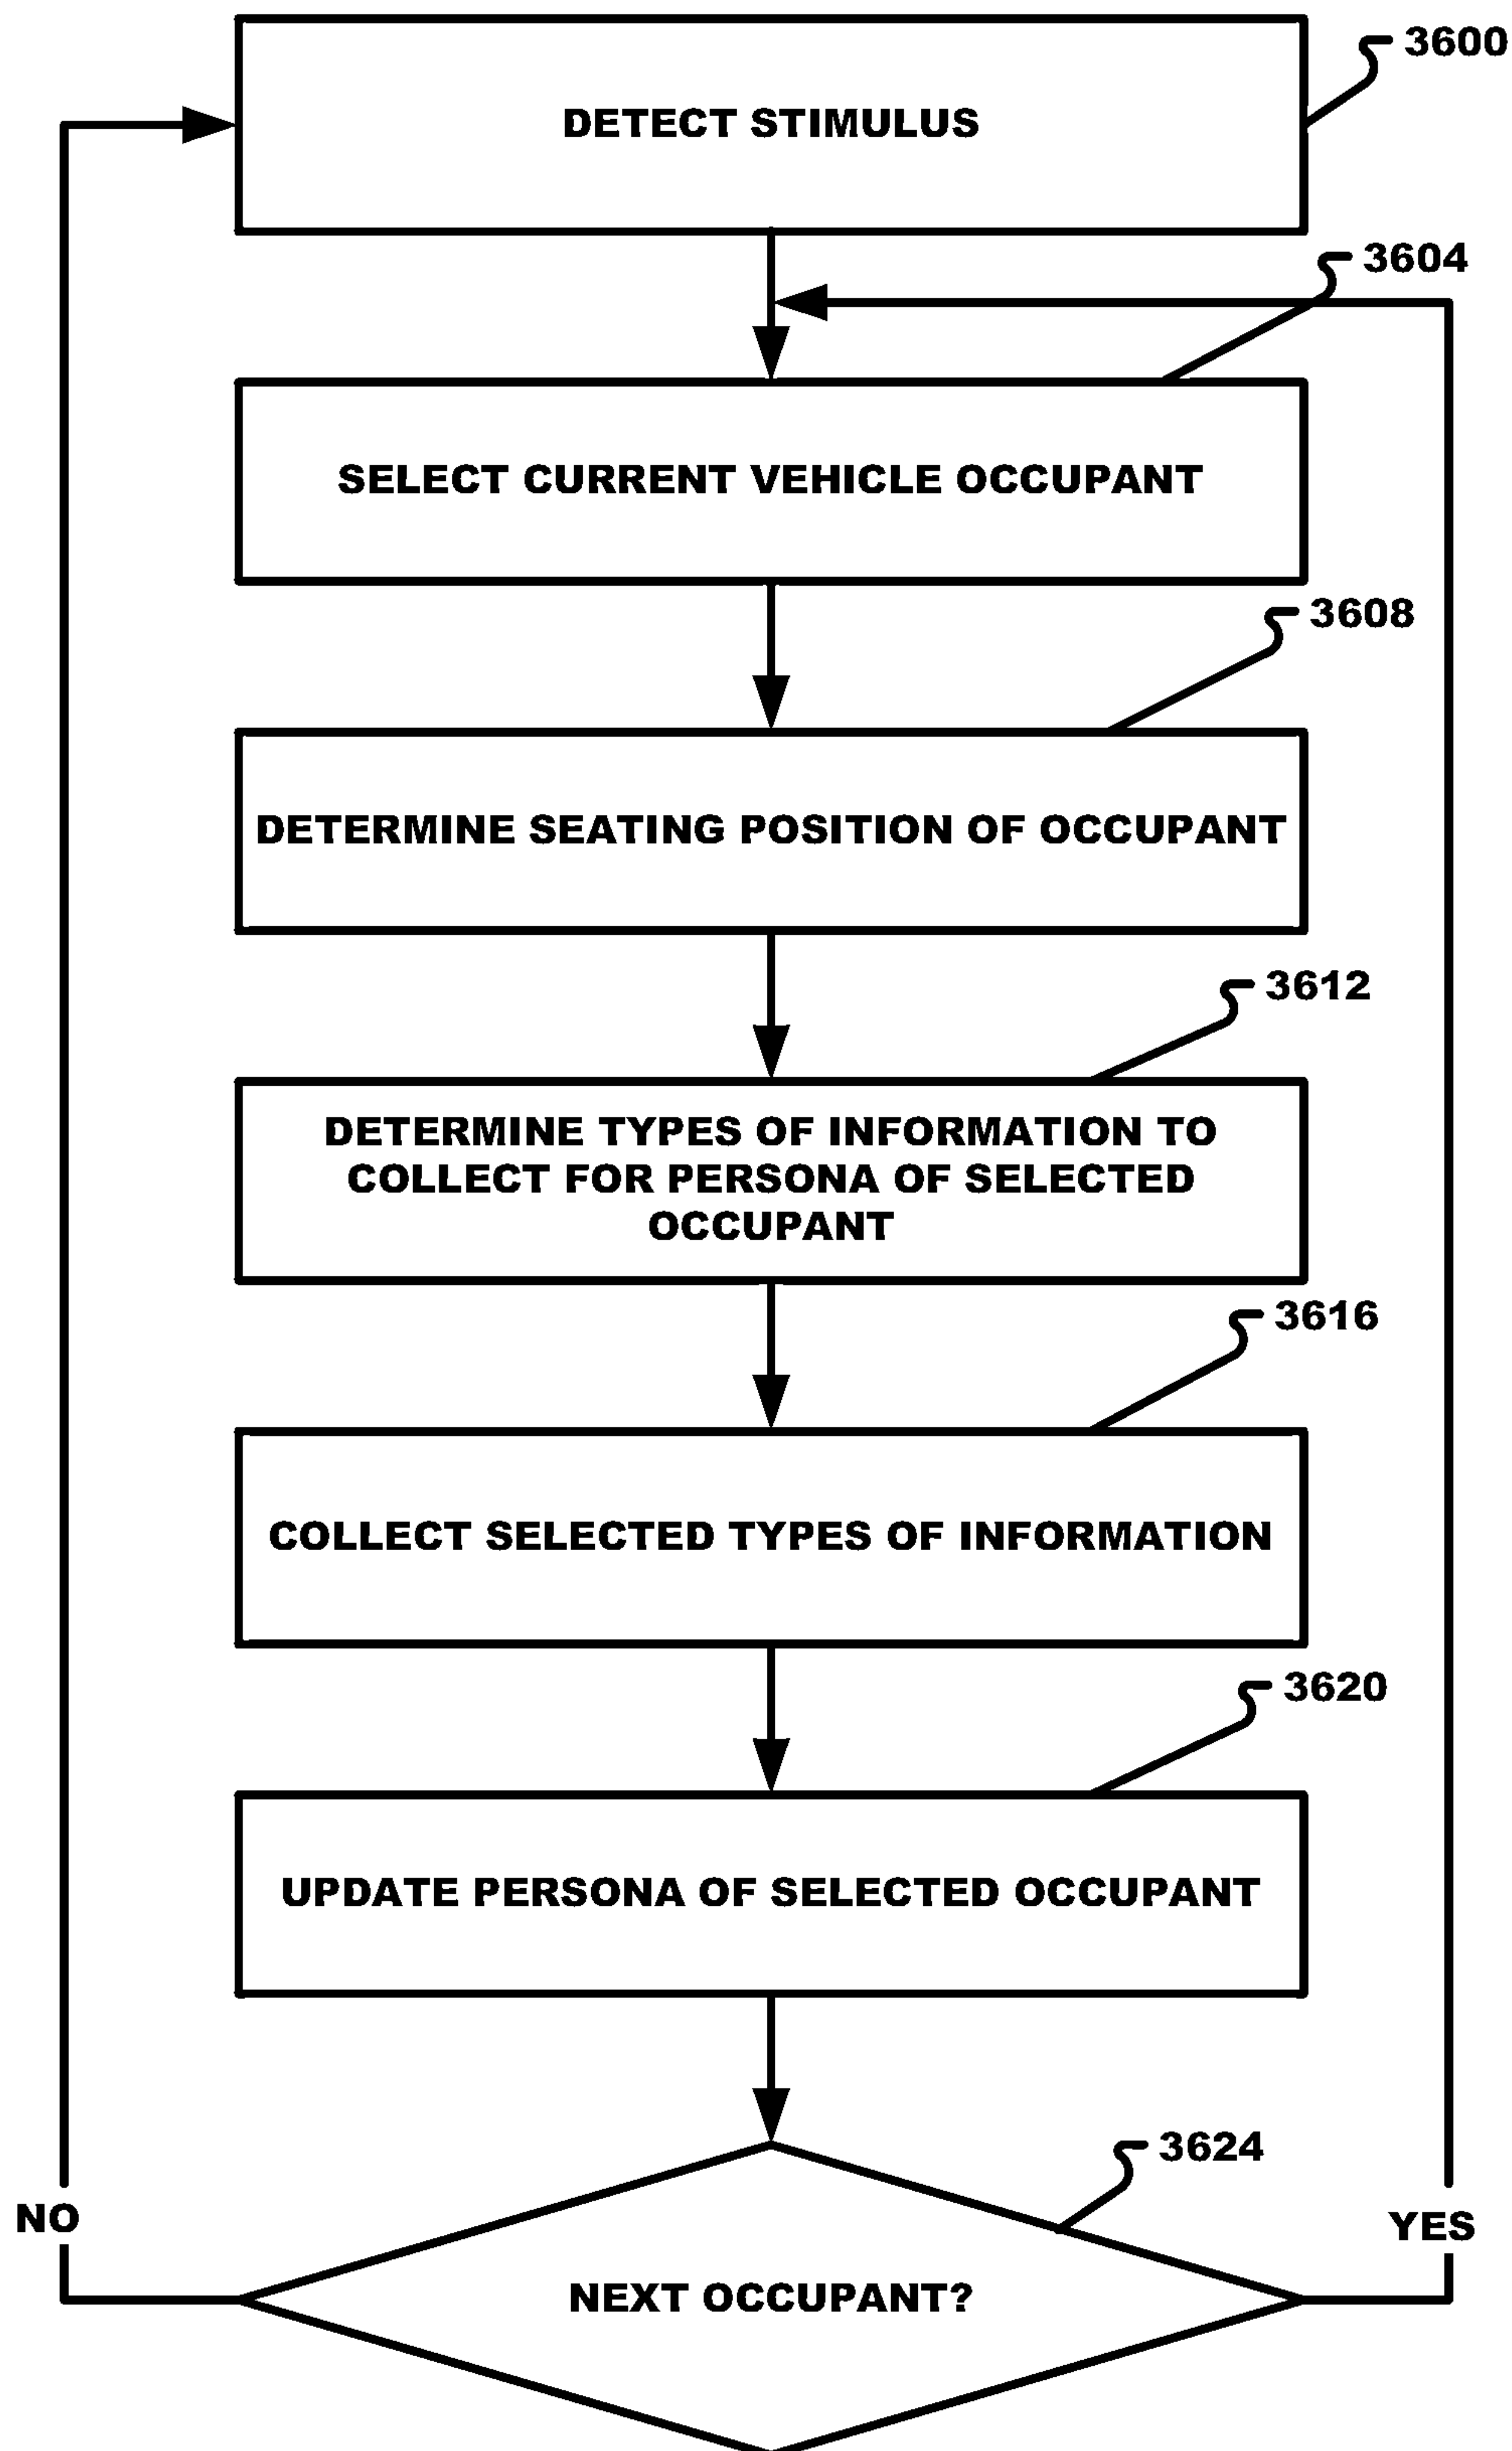 3600
DETECT STIMULUS
3604
SELECT CURRENT VEHICLE OCCUPANT
3608
DETERMINE SEATING POSITION OF OCCUPANT
3612
DETERMINE TYPES OF INFORMATION TO
COLLECT FOR PERSONA OF SELECTED
OCCUPANT
3616
COLLECT SELECTED TYPES OF INFORMATION
3620
UPDATE PERSONA OF SELECTED OCCUPANT
3624
NO
YES
NEXT OCCUPANT?